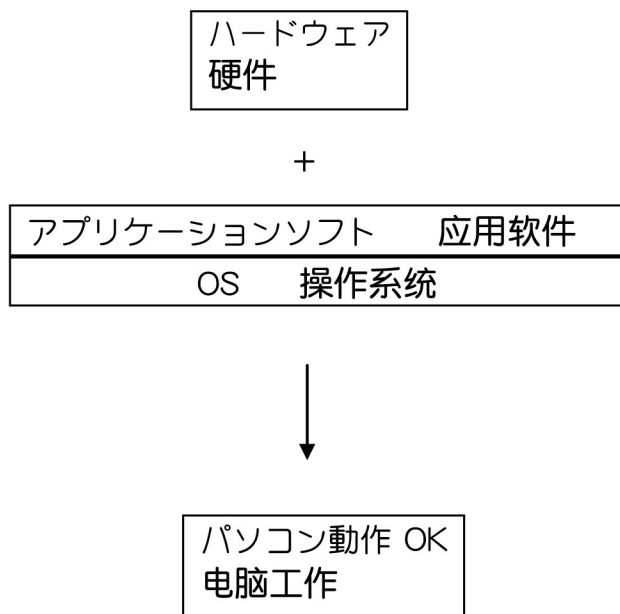 ハードウェア
硬件
+
アプリケーションソフト 应用软件
OS 操作系统
パソコン動作 OK
电脑工作